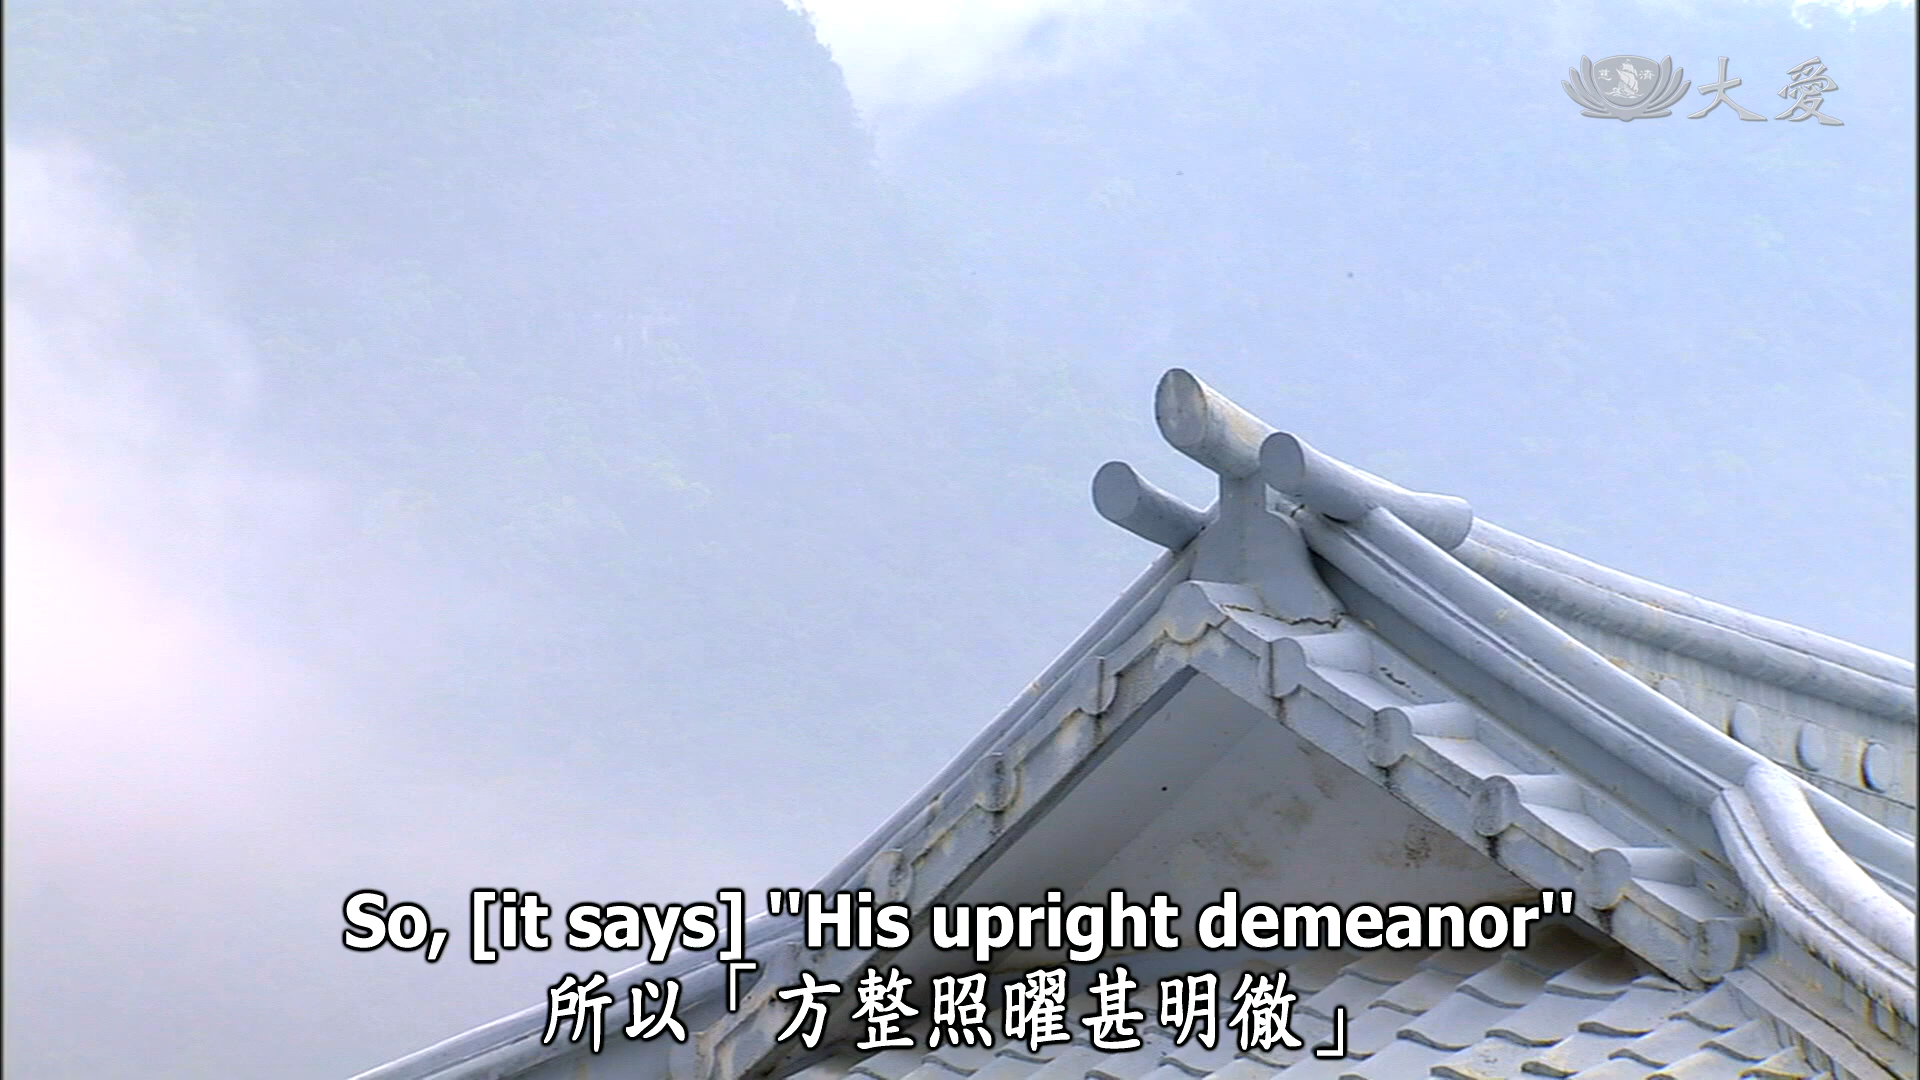 大愛
So, [it says] "His upright demeanor"
所以「方整照曜甚明徹」